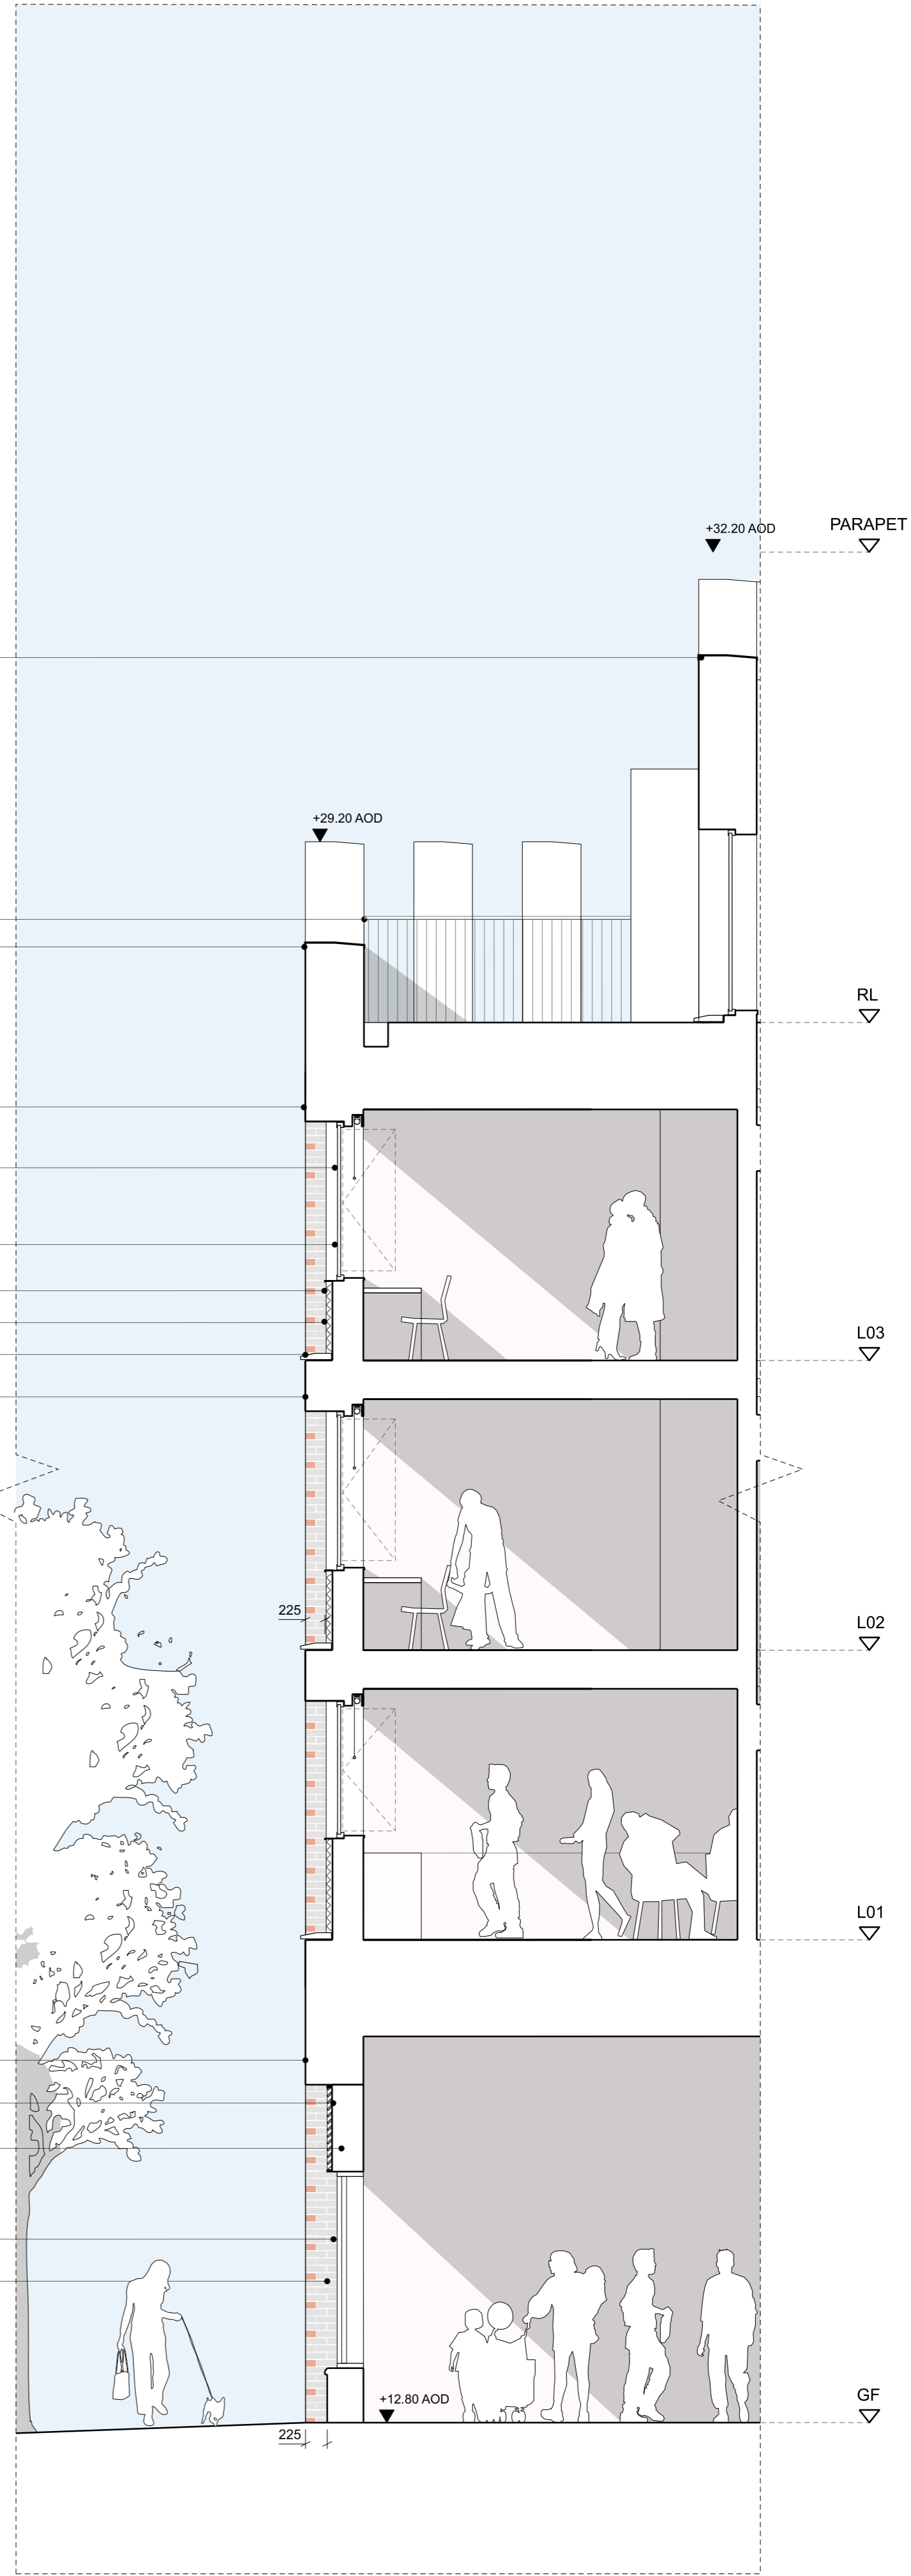 +32.20 AOD
PARAPET
+29.20 AOD
RL
L03
225
L02
L01
+12.80 AOD
GF
225